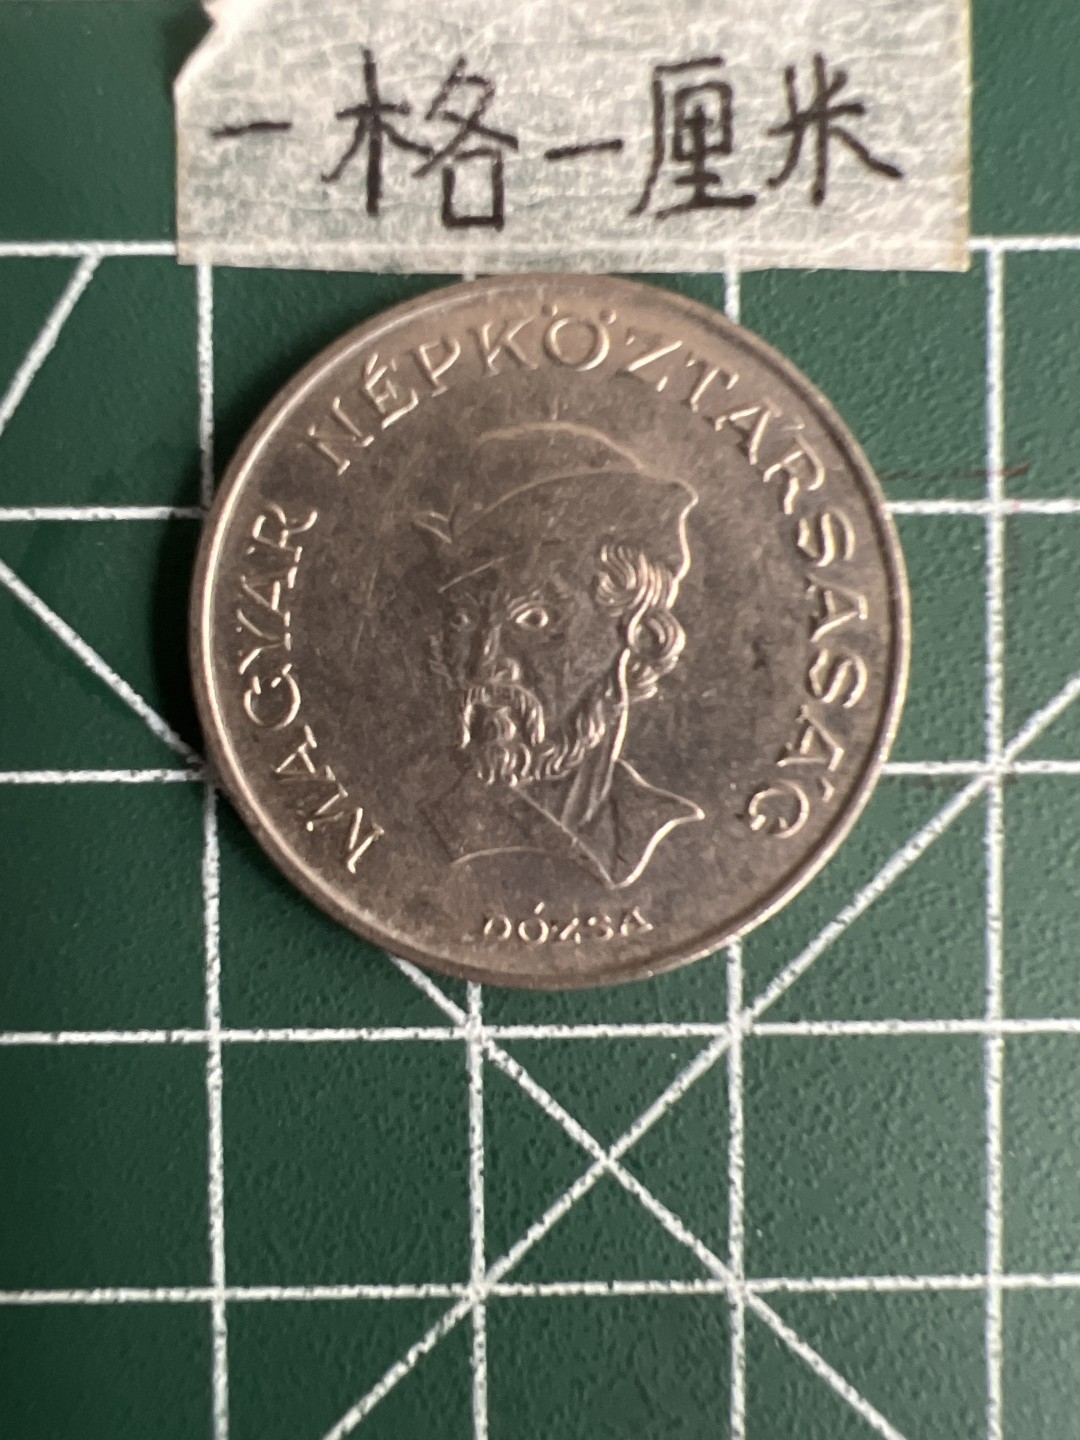 一格一厘米
MAGYAR NÉPKÖZTÁRSASÁG
DÓZSA